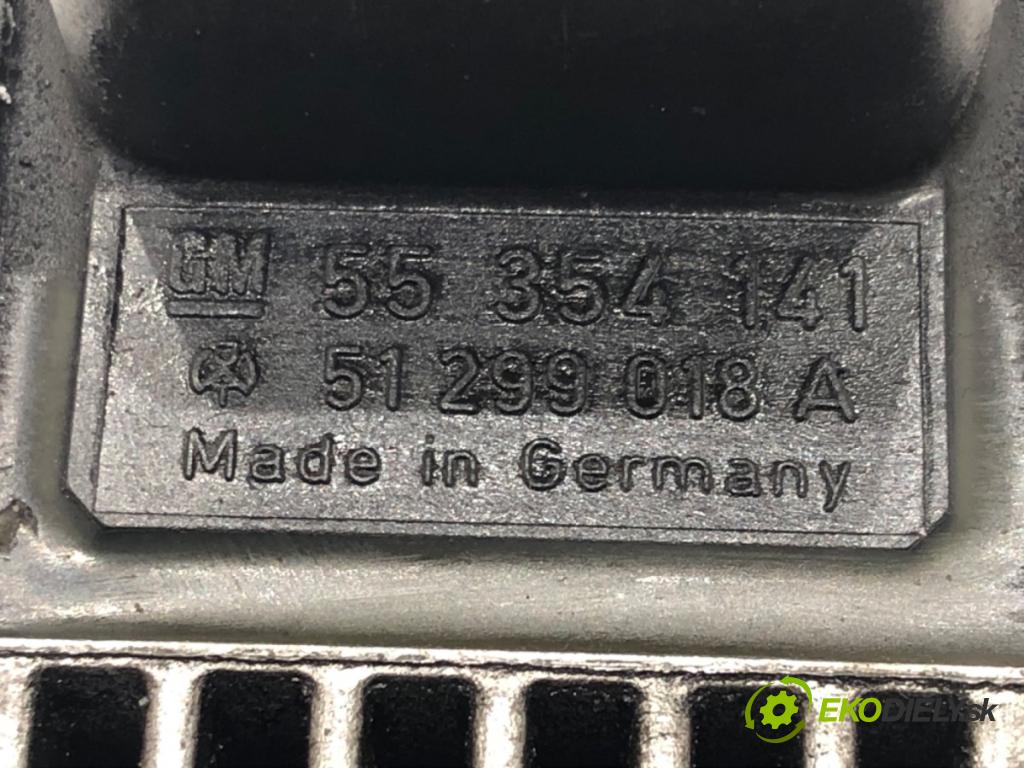 GM 55 354 141
51 299 018 A
Made in Germany
EKODIELY.sk